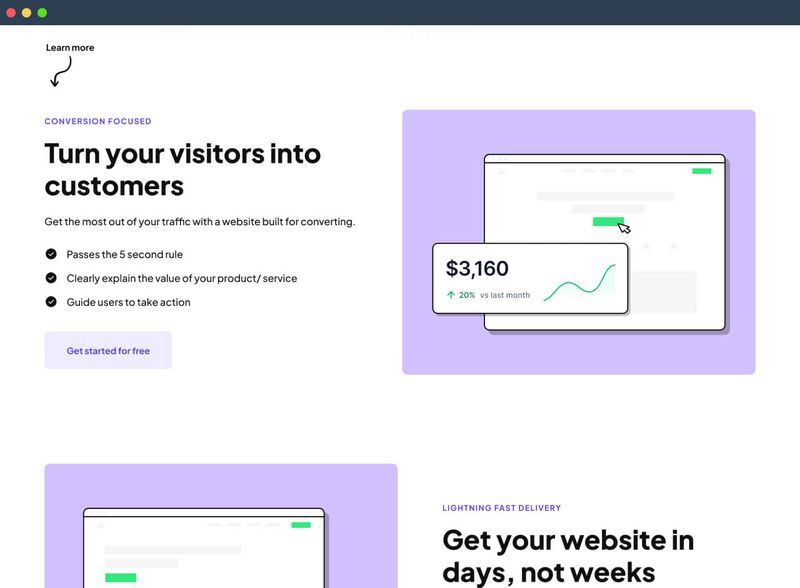 Learn more
CONVERSION FOCUSED
Turn your visitors into
customers
Get the most out of your traffic with a website built for converting.
Passes the 5 second rule
Clearly explain the value of your product/ service
Guide users to take action
Get started for free
$3,160
20% vs last month
LIGHTNING FAST DELIVERY
Get your website in
days, not weeks